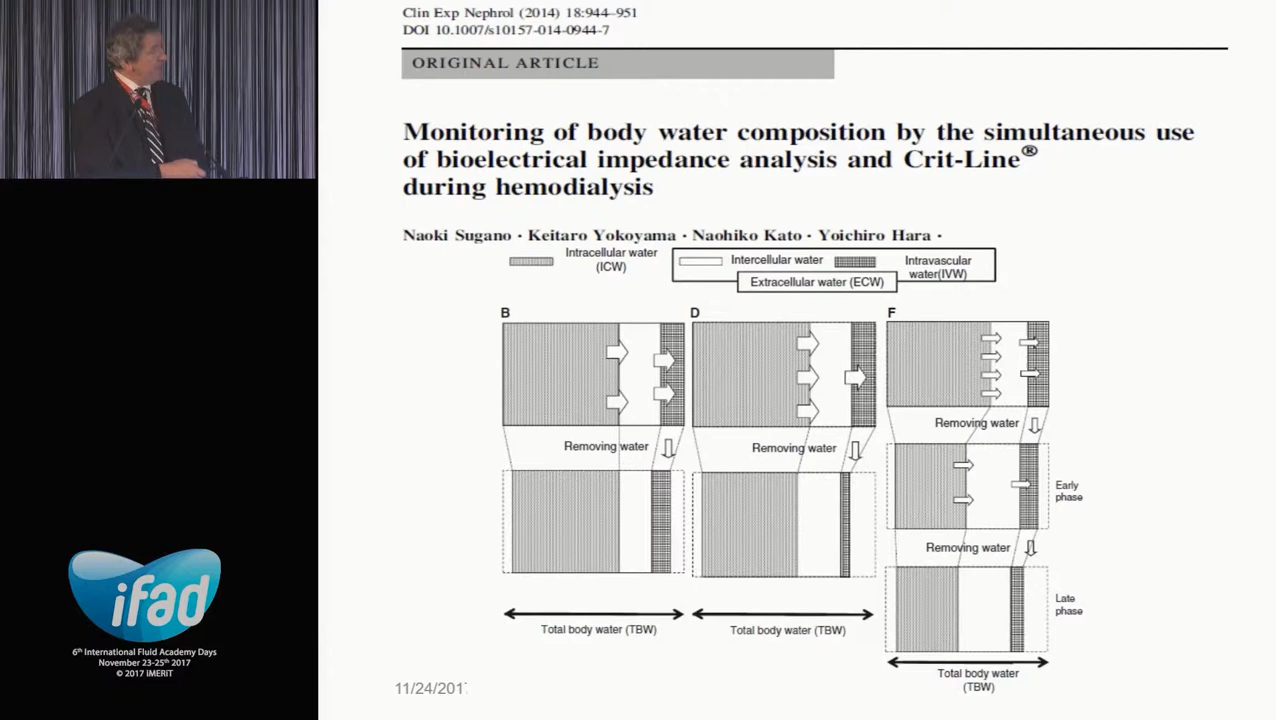 Clin Exp Nephrol (2014) 18:944–951
DOI 10.1007/s10157-014-0944-7
ORIGINAL ARTICLE
Monitoring of body water composition by the simultaneous use
of bioelectrical impedance analysis and Crit-Line®
during hemodialysis
Naoki Sugano · Keitaro Yokoyama · Naohiko Kato · Yoichiro Hara ·
Intracellular water
(ICW)
Intercellular water
Intravascular
water(IVW)
Extracellular water (ECW)
B
D
F
Removing water
Removing water
Removing water
Early
phase
Removing water
Late
phase
Total body water (TBW)
Total body water (TBW)
Total body water
(TBW)
11/24/2017
ifad
6th International Fluid Academy Days
November 23-25th 2017
© 2017 iMERIT